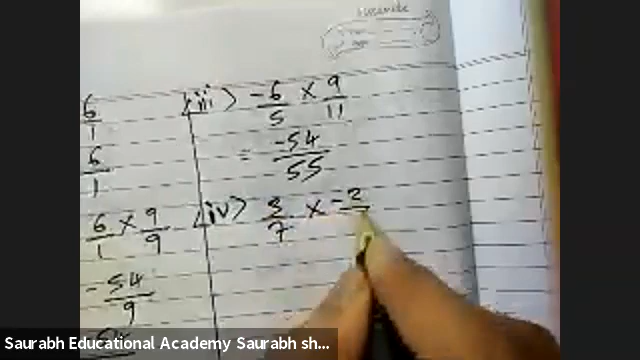 6/1
6/1
6/1 × 9/9
-54/9
iii) -6/5 × 9/11
= -54/55
iv) 3/7 × -2/
Saurabh Educational Academy Saurabh sh...